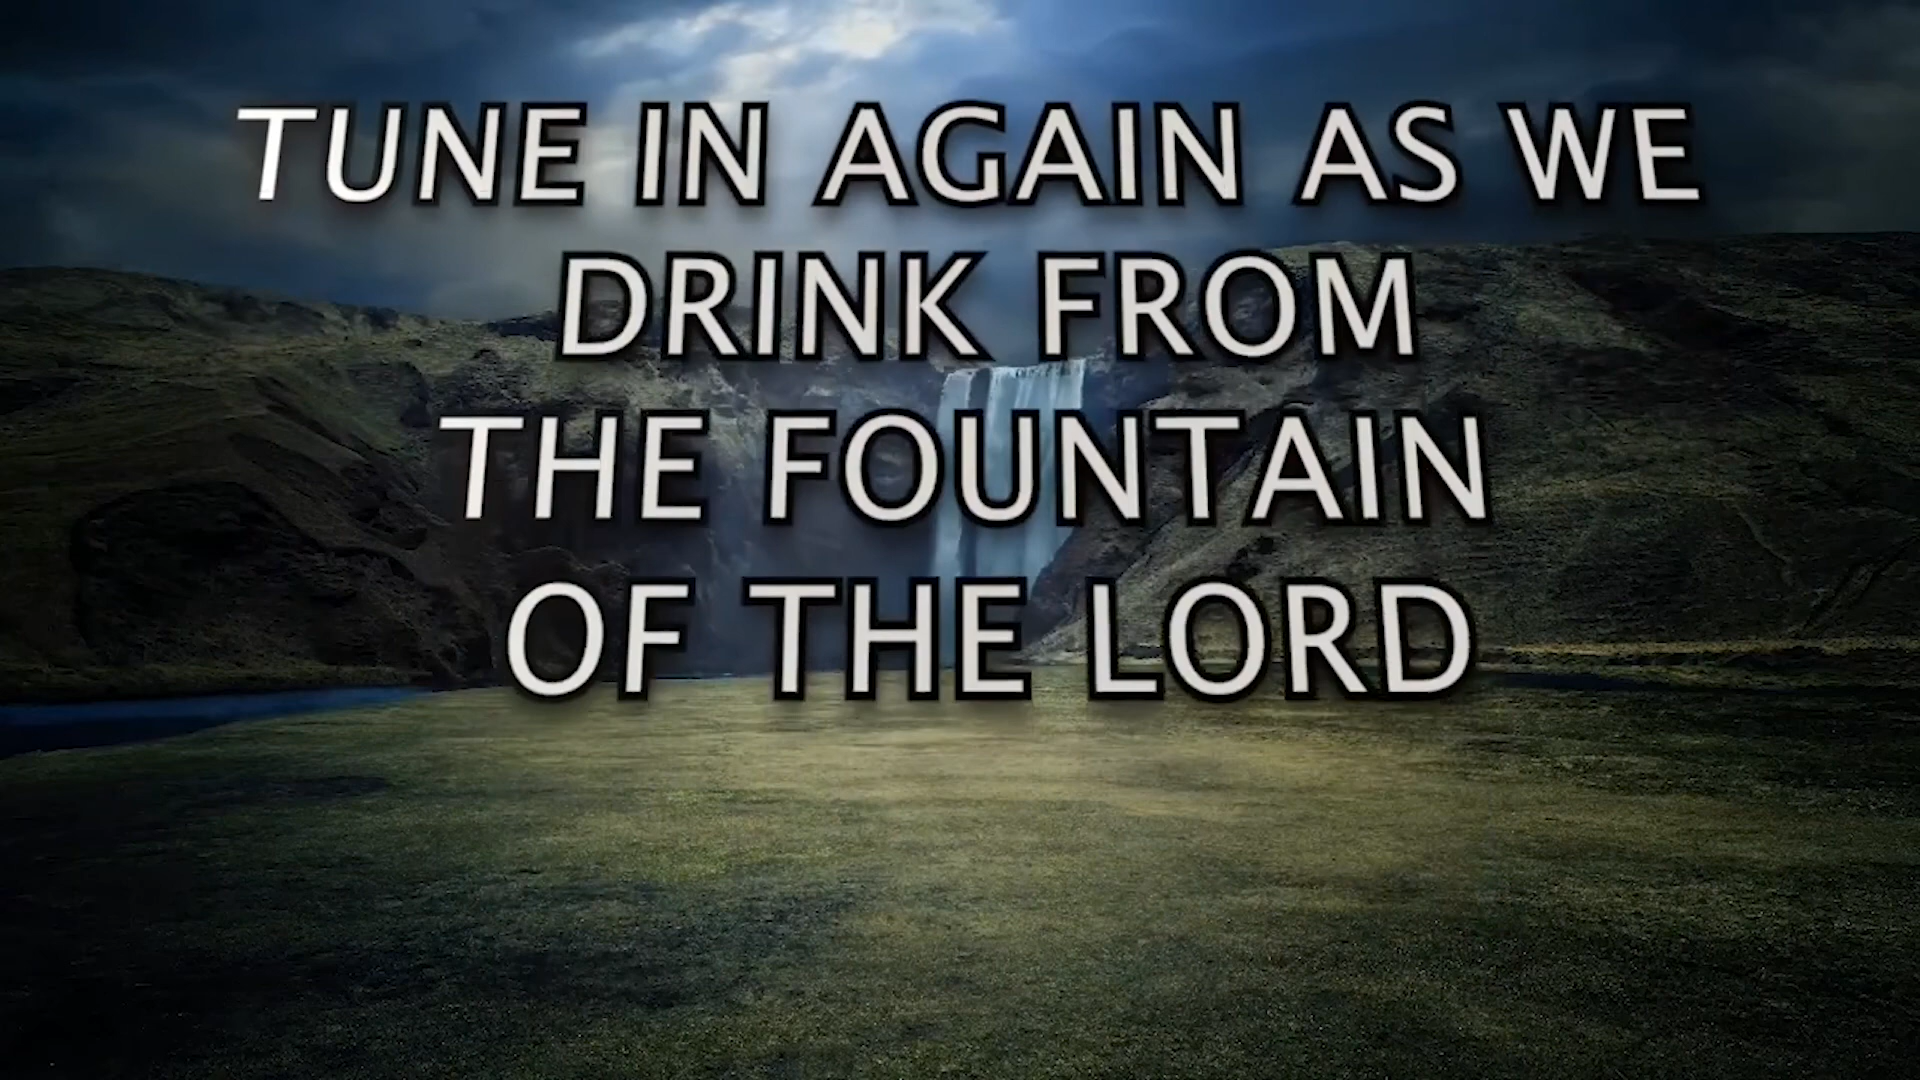 TUNE IN AGAIN AS WE
DRINK FROM
THE FOUNTAIN
OF THE LORD